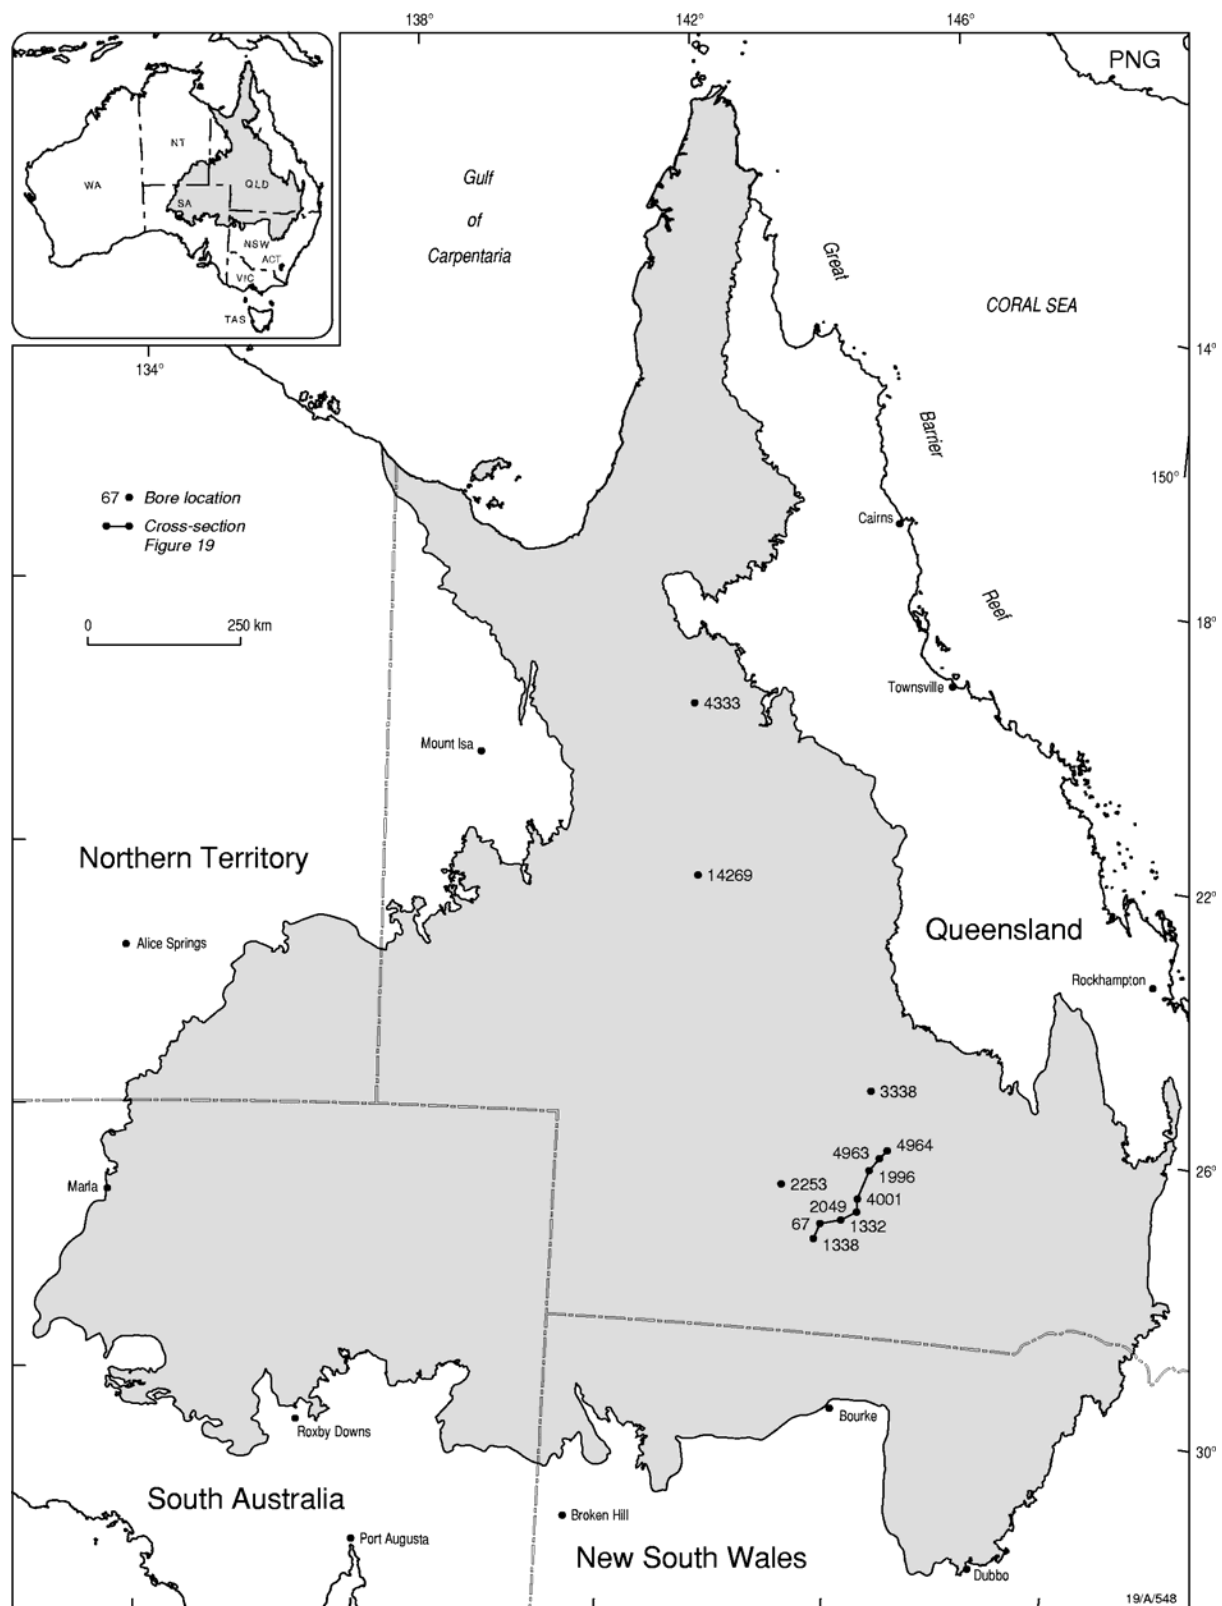 138°
142°
146°
PNG
NT
WA
QLD
SA
NSW
ACT
VIC
TAS
Gulf
of
Carpentaria
Great
CORAL SEA
14°
134°
Barrier
150°
67 Bore location
Cross-section
Figure 19
Cairns
Reef
0 250 km
18°
Townsville
4333
Mount Isa
Northern Territory
14269
22°
Queensland
Alice Springs
Rockhampton
3338
4964
4963
26°
1996
Marla
2253
4001
2049
67
1332
1338
Bourke
Roxby Downs
30°
South Australia
Broken Hill
Port Augusta
New South Wales
Dubbo
19/A/548